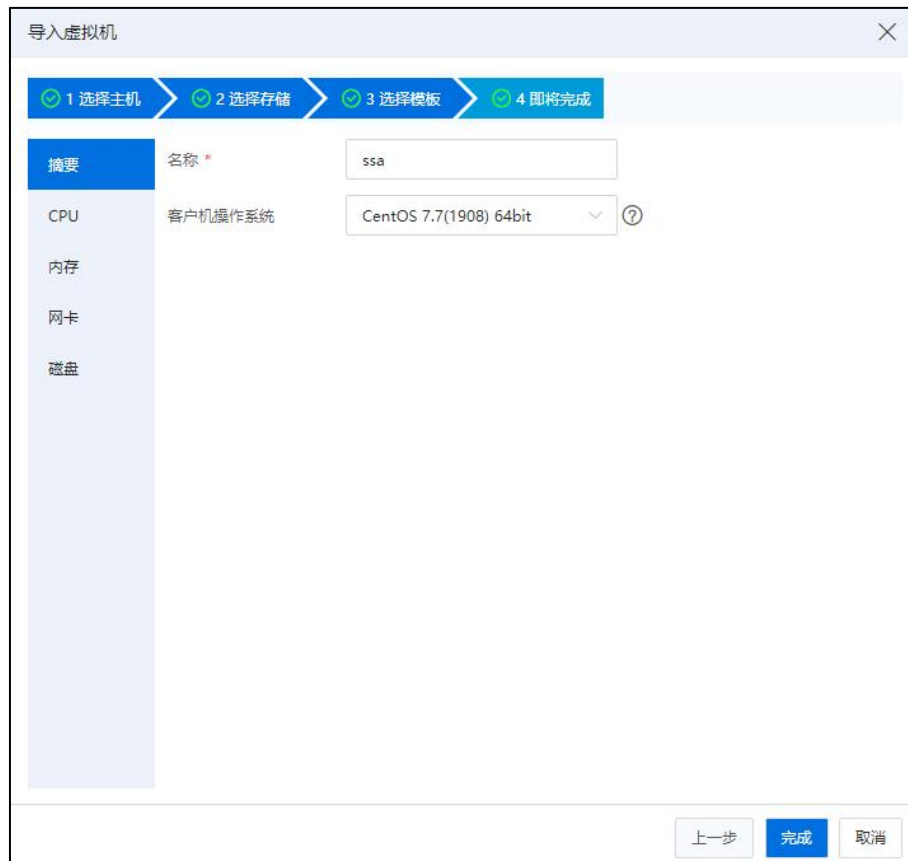 导入虚拟机
1 选择主机 2 选择存储 3 选择模板 4 即将完成
摘要 名称 * ssa
CPU 客户机操作系统 CentOS 7.7(1908) 64bit ?
内存
网卡
磁盘
上一步 完成 取消